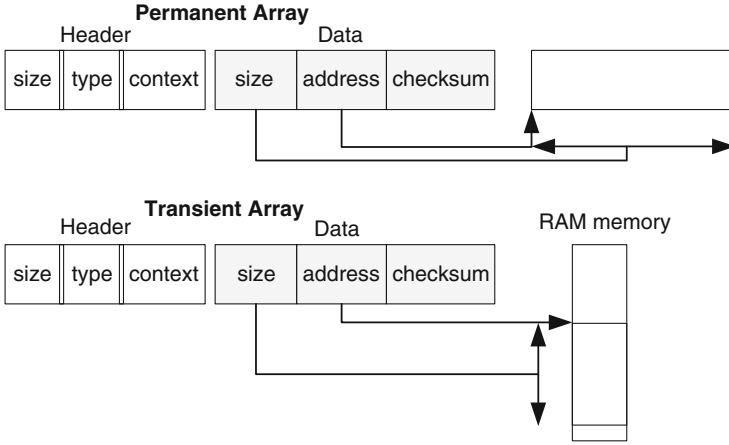 Permanent Array
Header Data
size type context size address checksum
Transient Array
Header Data RAM memory
size type context size address checksum